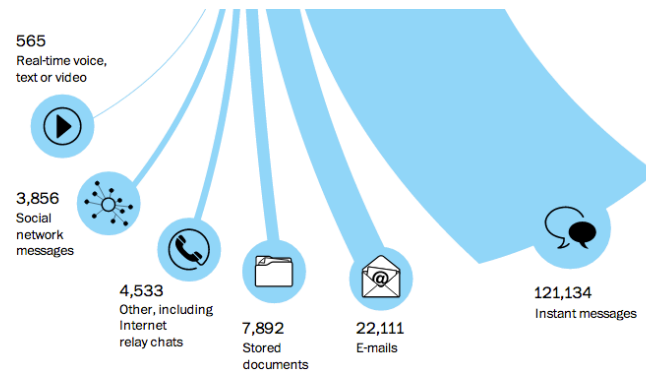 565
Real-time voice,
text or video
3,856
Social
network
messages
4,533
Other, including
Internet
relay chats
7,892
Stored
documents
@
22,111
E-mails
121,134
Instant messages